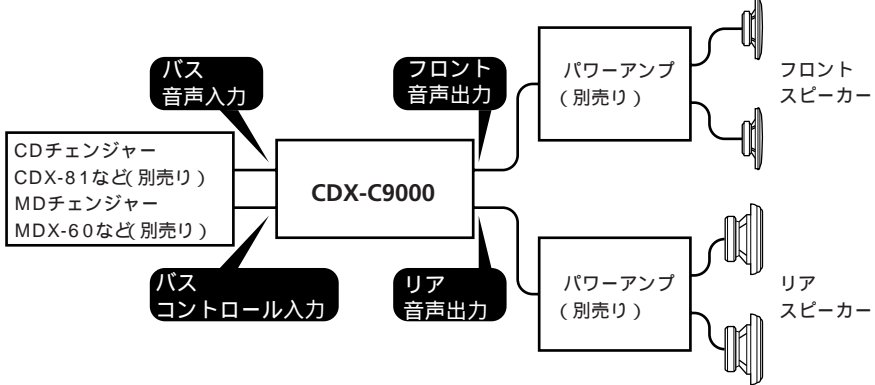 バス
音声入力
フロント
音声出力
パワーアンプ
(別売り)
フロント
スピーカー
CDチェンジャー
CDX-81など(別売り)
MDチェンジャー
MDX-60など(別売り)
CDX-C9000
バス
コントロール入力
リア
音声出力
パワーアンプ
(別売り)
リア
スピーカー